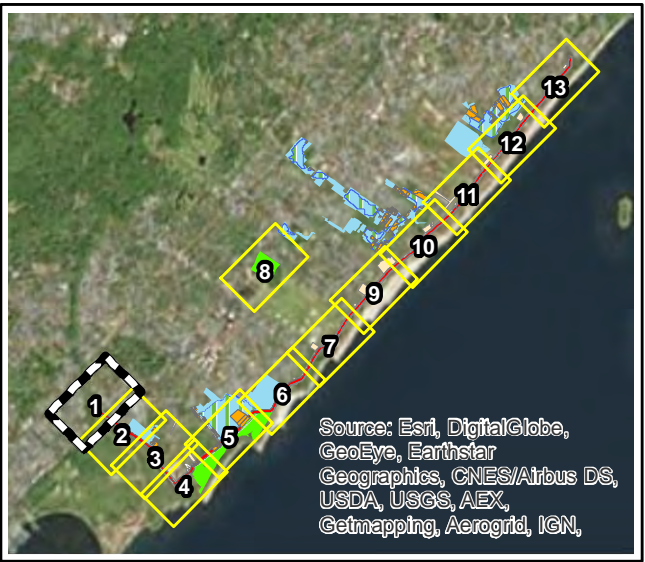 13
12
11
10
8
9
7
6
1
2
5
3
4
Source: Esri, DigitalGlobe,
GeoEye, Earthstar
Geographics, CNES/Airbus DS,
USDA, USGS, AEX,
Getmapping, Aerogrid, IGN,